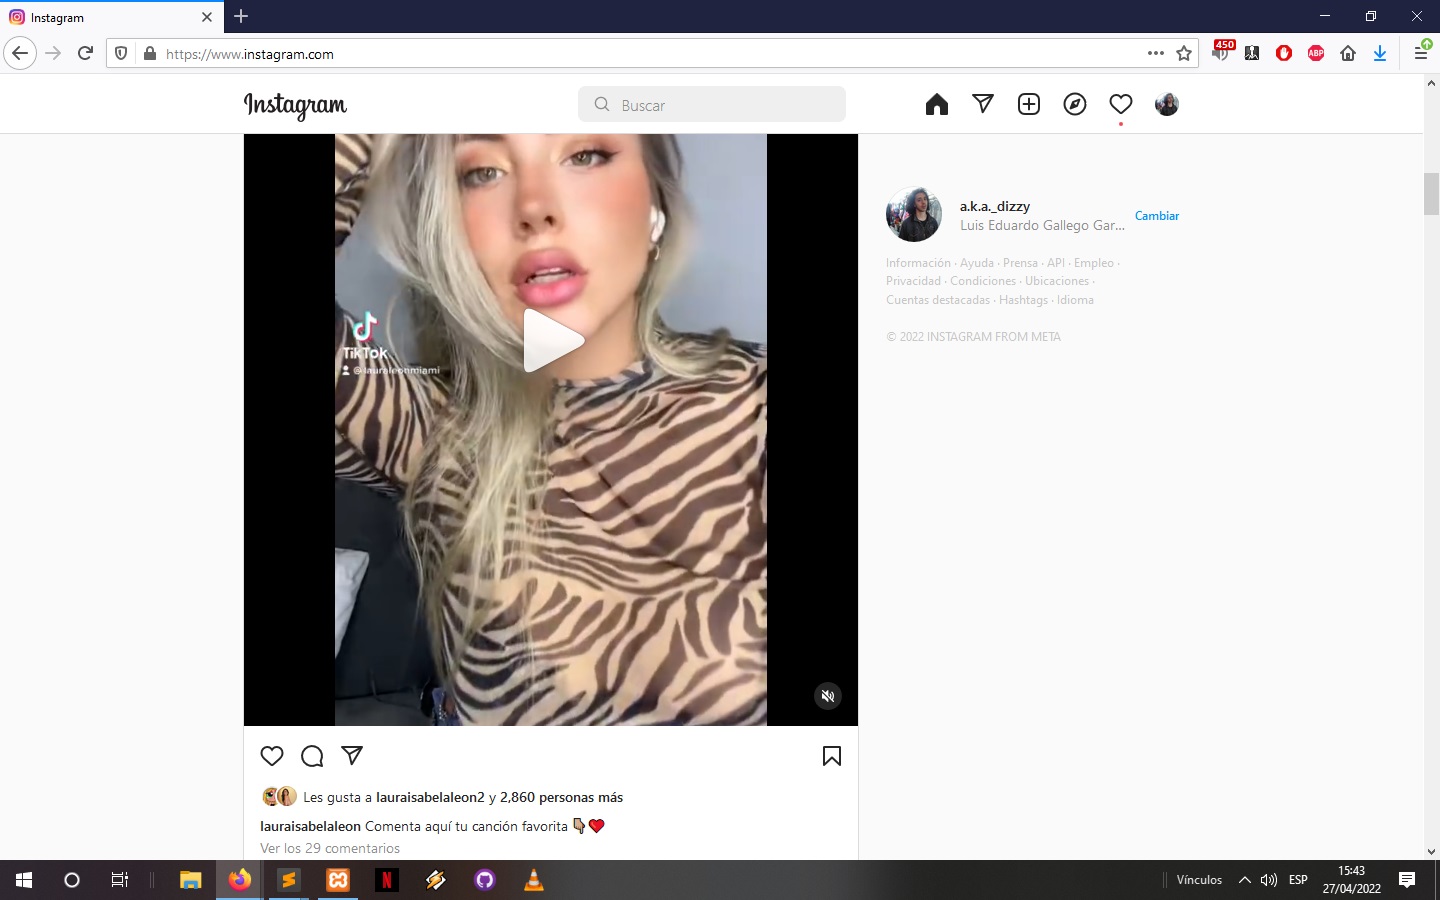 Instagram
https://www.instagram.com
450
ABP
Instagram
Buscar
a.k.a._dizzy
Luis Eduardo Gallego Gar...
Cambiar
Información · Ayuda · Prensa · API · Empleo ·
Privacidad · Condiciones · Ubicaciones ·
Cuentas destacadas · Hashtags · Idioma
© 2022 INSTAGRAM FROM META
TikTok
@lauraleonmiami
Les gusta a lauraisabelaleon2 y 2,860 personas más
lauraisabelaleon Comenta aquí tu canción favorita
Ver los 29 comentarios
N
Vínculos
ESP
15:43
27/04/2022